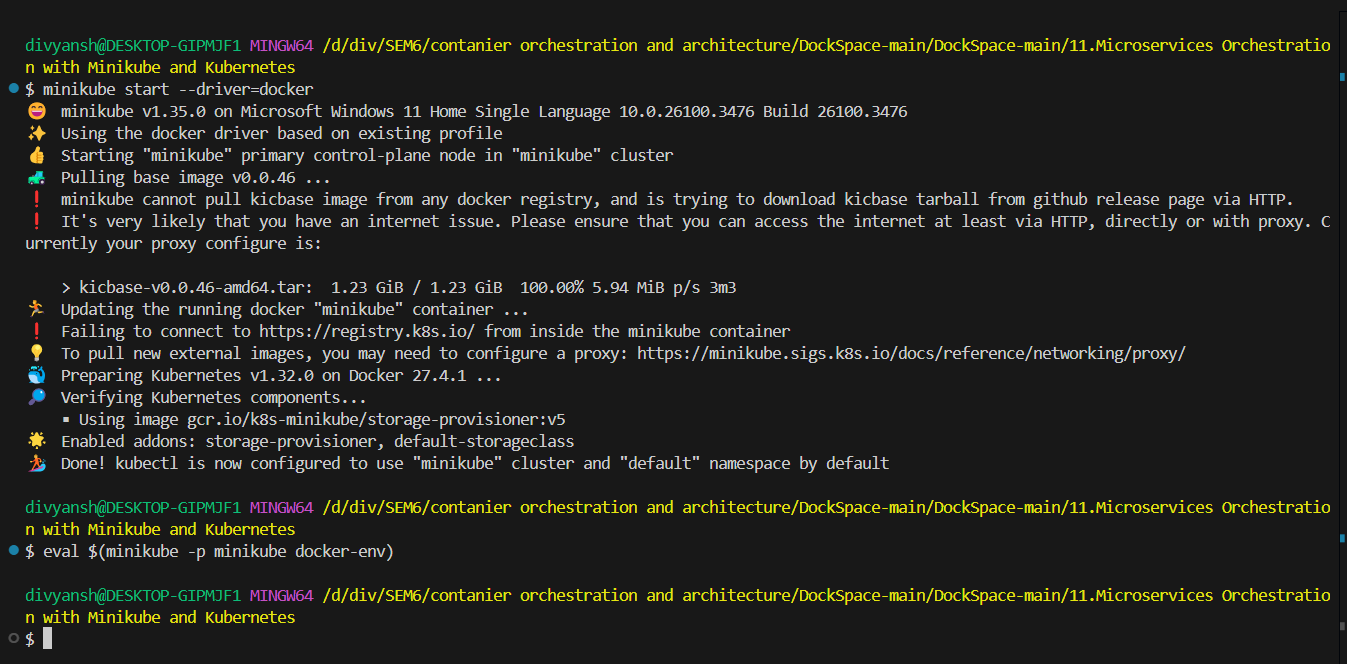 divyansh@DESKTOP-GIPMJF1 MINGW64 /d/div/SEM6/contanier orchestration and architecture/DockSpace-main/DockSpace-main/11.Microservices Orchestratio
n with Minikube and Kubernetes
$ minikube start --driver=docker
😄 minikube v1.35.0 on Microsoft Windows 11 Home Single Language 10.0.26100.3476 Build 26100.3476
✨ Using the docker driver based on existing profile
👍 Starting "minikube" primary control-plane node in "minikube" cluster
🚜 Pulling base image v0.0.46 ...
❗ minikube cannot pull kicbase image from any docker registry, and is trying to download kicbase tarball from github release page via HTTP.
❗ It's very likely that you have an internet issue. Please ensure that you can access the internet at least via HTTP, directly or with proxy. C
urrently your proxy configure is:
> kicbase-v0.0.46-amd64.tar: 1.23 GiB / 1.23 GiB 100.00% 5.94 MiB p/s 3m3
🏃 Updating the running docker "minikube" container ...
❗ Failing to connect to https://registry.k8s.io/ from inside the minikube container
💡 To pull new external images, you may need to configure a proxy: https://minikube.sigs.k8s.io/docs/reference/networking/proxy/
🐳 Preparing Kubernetes v1.32.0 on Docker 27.4.1 ...
🔎 Verifying Kubernetes components...
▪ Using image gcr.io/k8s-minikube/storage-provisioner:v5
🌟 Enabled addons: storage-provisioner, default-storageclass
🏄 Done! kubectl is now configured to use "minikube" cluster and "default" namespace by default
divyansh@DESKTOP-GIPMJF1 MINGW64 /d/div/SEM6/contanier orchestration and architecture/DockSpace-main/DockSpace-main/11.Microservices Orchestratio
n with Minikube and Kubernetes
$ eval $(minikube -p minikube docker-env)
divyansh@DESKTOP-GIPMJF1 MINGW64 /d/div/SEM6/contanier orchestration and architecture/DockSpace-main/DockSpace-main/11.Microservices Orchestratio
n with Minikube and Kubernetes
$